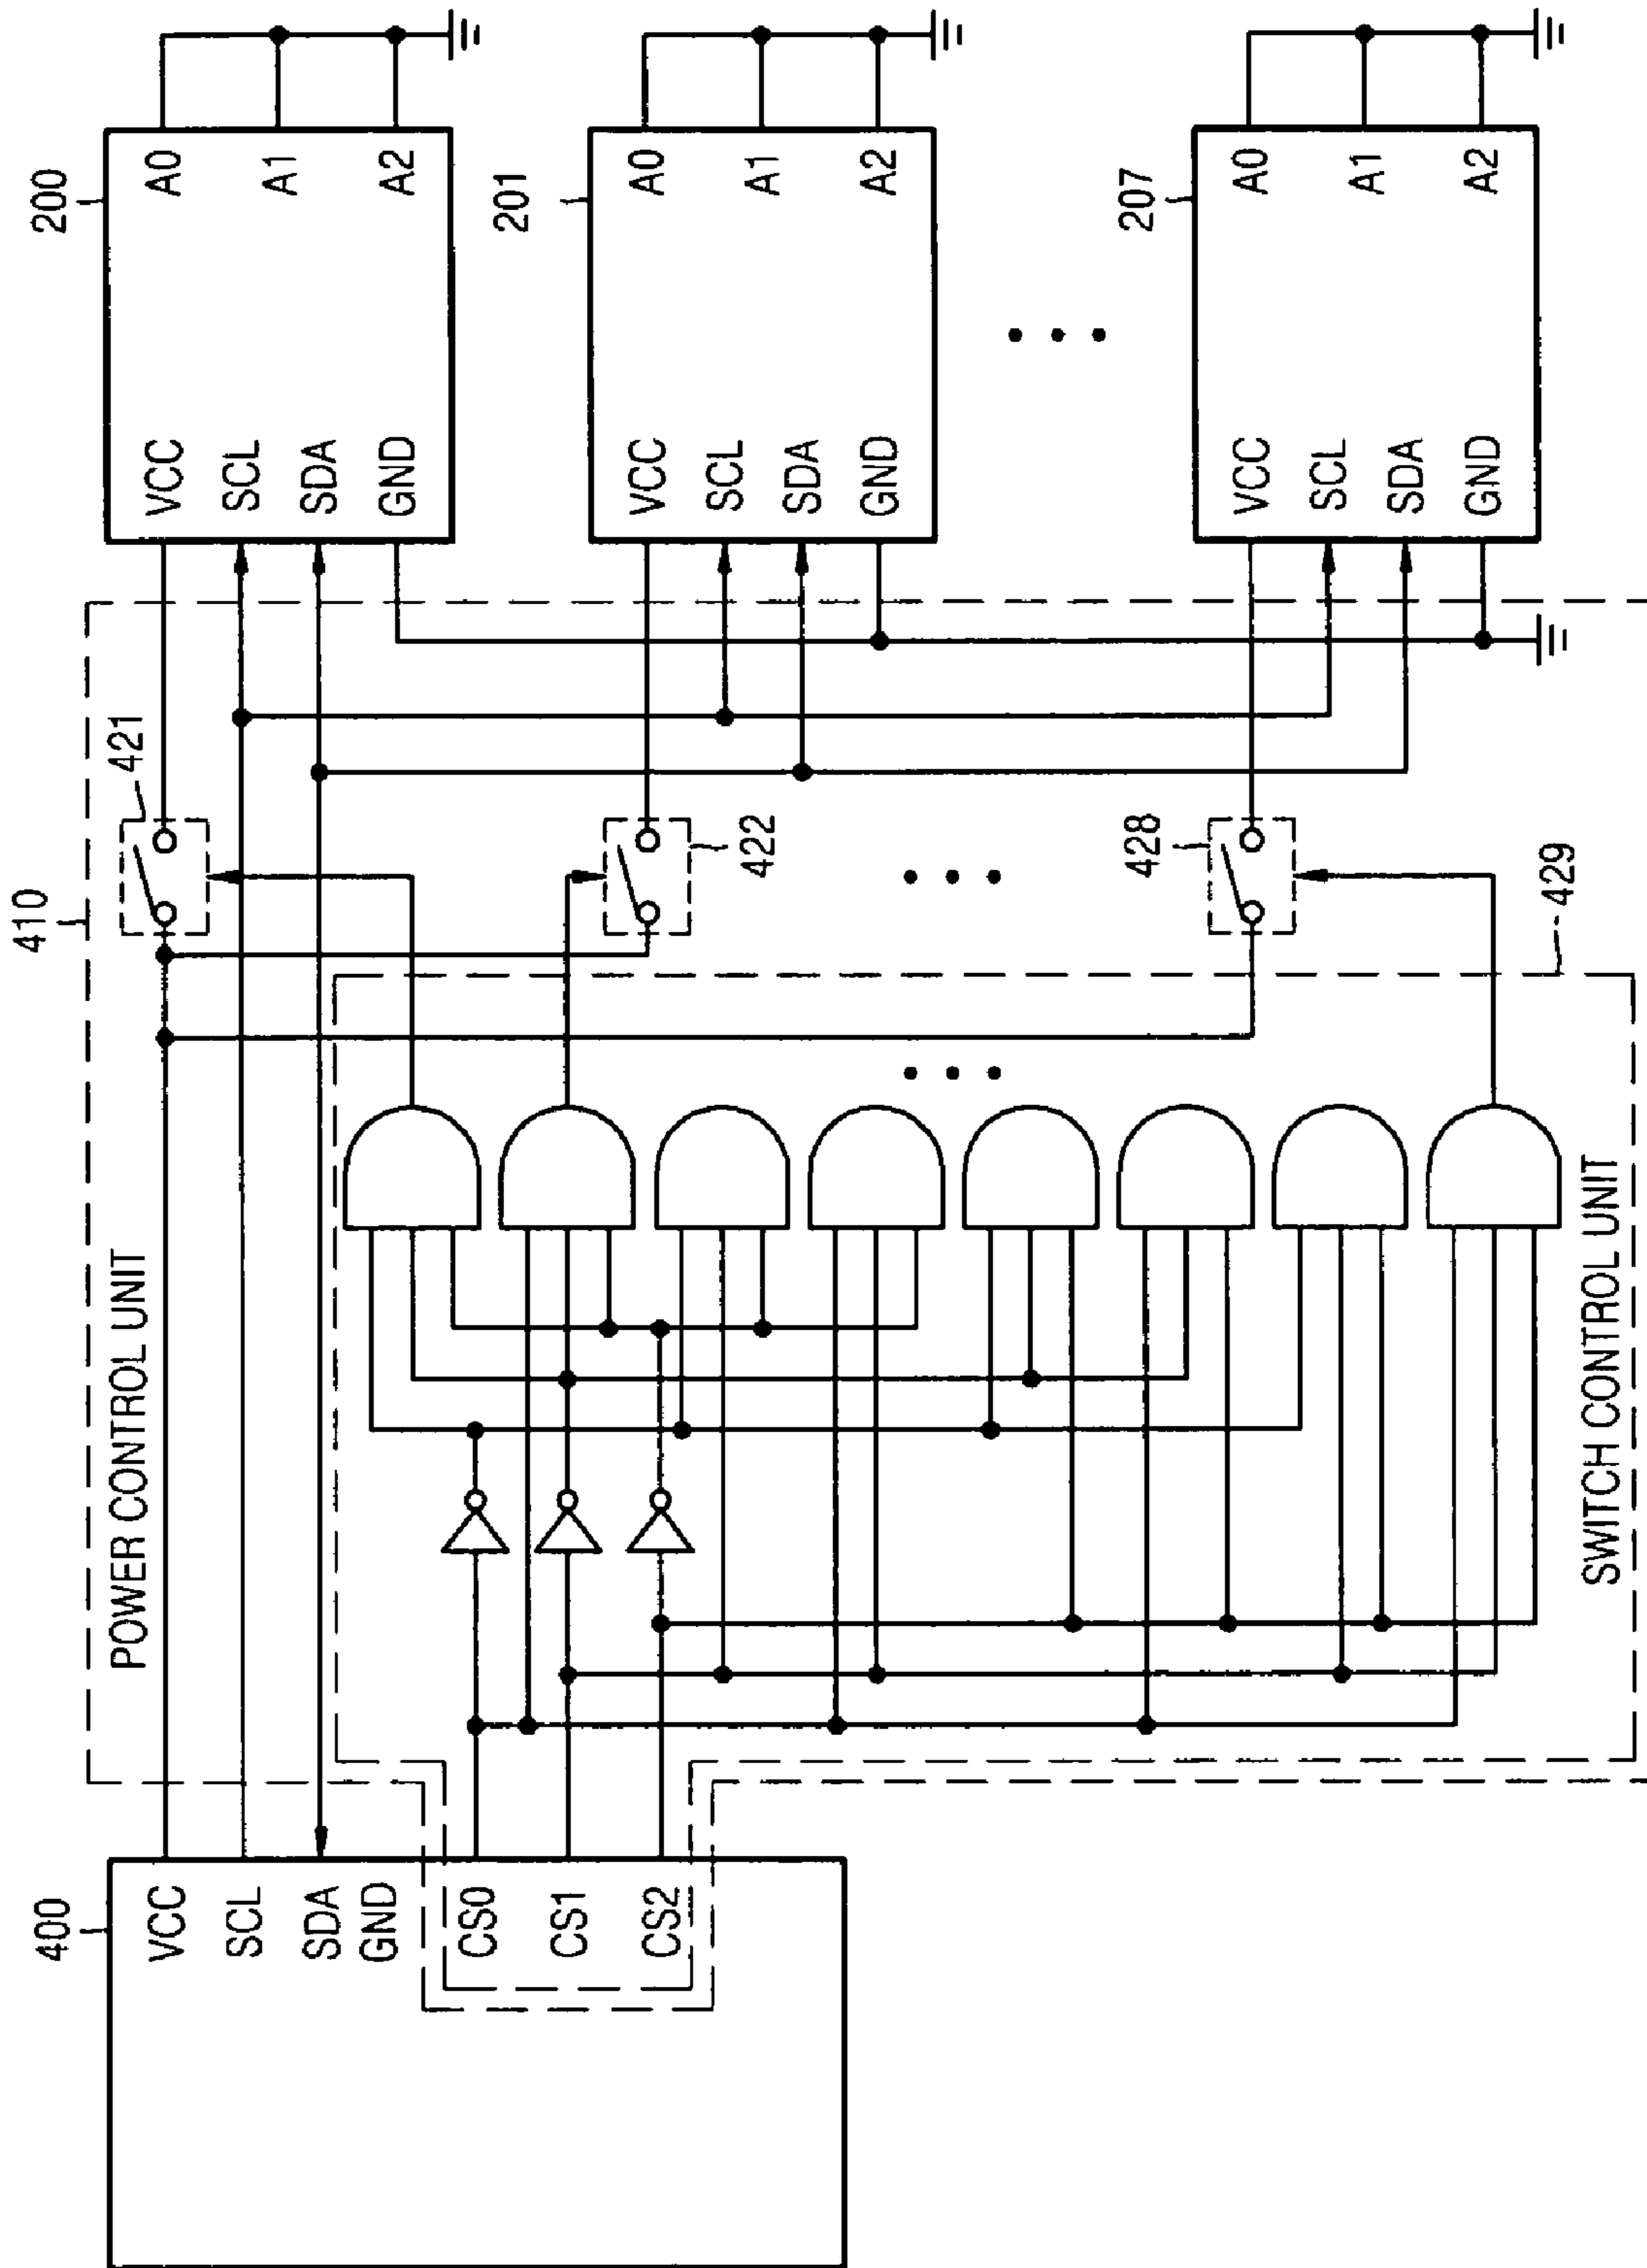 400
VCC
SCL
SDA
GND
CS0
CS1
CS2
410
POWER CONTROL UNIT
421
422
428
429
SWITCH CONTROL UNIT
200
VCC
SCL
SDA
GND
A0
A1
A2
201
VCC
SCL
SDA
GND
A0
A1
A2
207
VCC
SCL
SDA
GND
A0
A1
A2